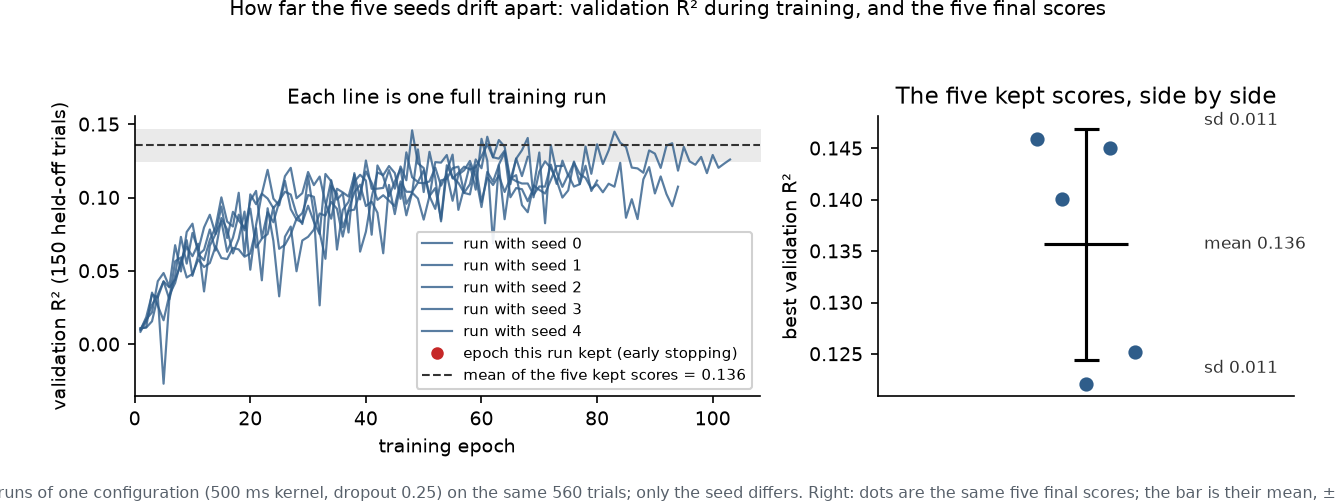 How far the five seeds drift apart: validation R² during training, and the five final scores
Each line is one full training run
validation R² (150 held-off trials)
0.15
0.10
0.05
0.00
0
20
40
60
80
100
training epoch
run with seed 0
run with seed 1
run with seed 2
run with seed 3
run with seed 4
epoch this run kept (early stopping)
mean of the five kept scores = 0.136
The five kept scores, side by side
best validation R²
0.145
0.140
0.135
0.130
0.125
sd 0.011
mean 0.136
sd 0.011
runs of one configuration (500 ms kernel, dropout 0.25) on the same 560 trials; only the seed differs. Right: dots are the same five final scores; the bar is their mean, ±